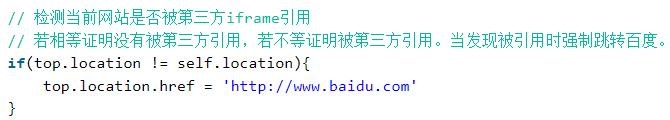 // 检测当前网站是否被第三方iframe引用
// 若相等证明没有被第三方引用，若不等证明被第三方引用。当发现被引用时强制跳转百度。
if(top.location != self.location){
    top.location.href = 'http://www.baidu.com'
}